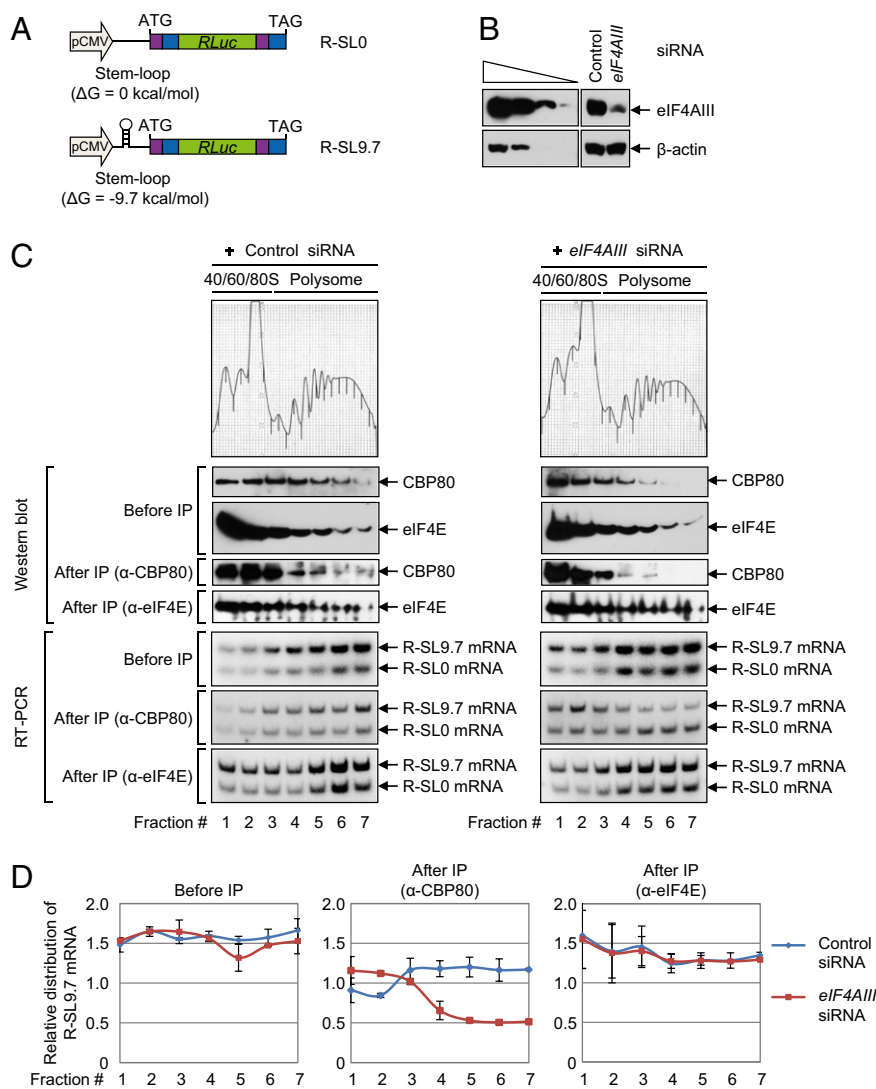 A
pCMV
ATG
RLuc
TAG
R-SL0
Stem-loop
(ΔG = 0 kcal/mol)
pCMV
ATG
RLuc
TAG
R-SL9.7
Stem-loop
(ΔG = -9.7 kcal/mol)
B
Control
eIF4AIII
siRNA
eIF4AIII
β-actin
C
+ Control siRNA
40/60/80S Polysome
+ eIF4AIII siRNA
40/60/80S Polysome
Western blot
Before IP
CBP80
CBP80
eIF4E
eIF4E
After IP (α-CBP80)
CBP80
CBP80
After IP (α-eIF4E)
eIF4E
eIF4E
RT-PCR
Before IP
R-SL9.7 mRNA
R-SL9.7 mRNA
R-SL0 mRNA
R-SL0 mRNA
After IP (α-CBP80)
R-SL9.7 mRNA
R-SL9.7 mRNA
R-SL0 mRNA
R-SL0 mRNA
After IP (α-eIF4E)
R-SL9.7 mRNA
R-SL9.7 mRNA
R-SL0 mRNA
R-SL0 mRNA
Fraction # 1 2 3 4 5 6 7
Fraction # 1 2 3 4 5 6 7
D
Relative distribution of
R-SL9.7 mRNA
Before IP
2.0
1.5
1.0
0.5
0
After IP
(α-CBP80)
2.0
1.5
1.0
0.5
0
After IP
(α-eIF4E)
2.0
1.5
1.0
0.5
0
Control
siRNA
eIF4AIII
siRNA
Fraction # 1 2 3 4 5 6 7
1 2 3 4 5 6 7
1 2 3 4 5 6 7